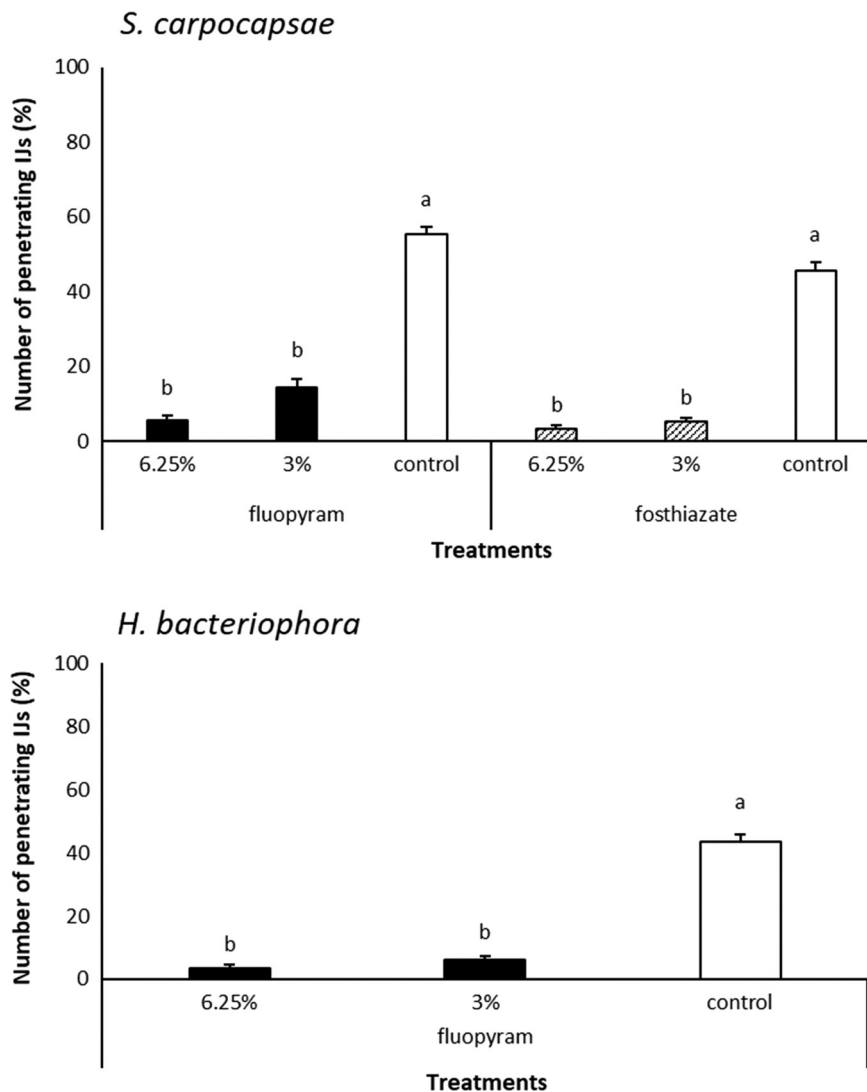 S. carpocapsae
Number of penetrating IJs (%)
100
80
60
40
20
0
b
b
a
b
b
a
6.25%
3%
control
6.25%
3%
control
fluopyram
fosthiazate
Treatments
H. bacteriophora
Number of penetrating IJs (%)
100
80
60
40
20
0
b
b
a
6.25%
3%
control
fluopyram
Treatments